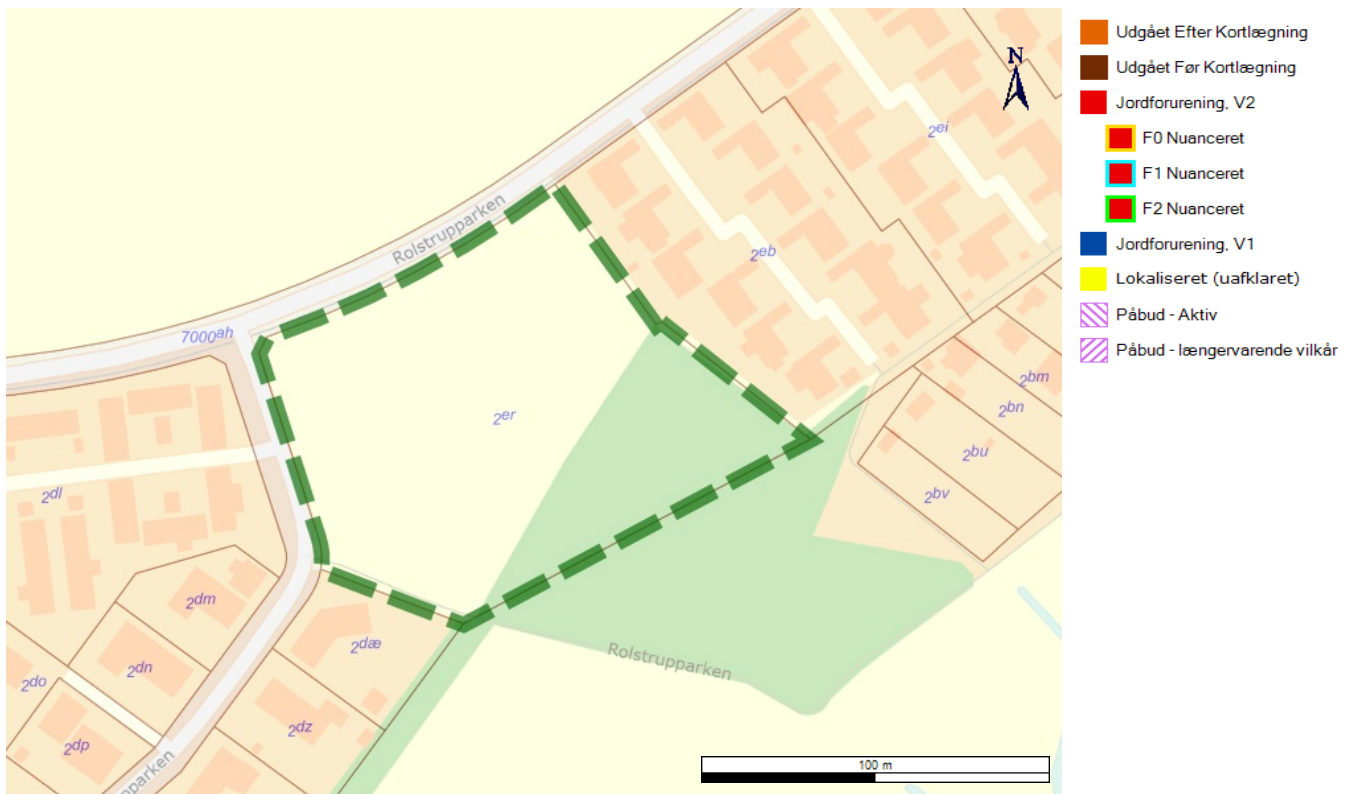 N
2ei
Rolstrupparken
2eb
7000ah
2bm
2er
2bn
2bu
2dl
2bv
2dm
2dæ
2dn
Rolstrupparken
2do
2dz
2dp
upparken
100 m
Udgået Efter Kortlægning
Udgået Før Kortlægning
Jordforurening, V2
F0 Nuanceret
F1 Nuanceret
F2 Nuanceret
Jordforurening, V1
Lokaliseret (uafklaret)
Påbud - Aktiv
Påbud - længervarende vilkår